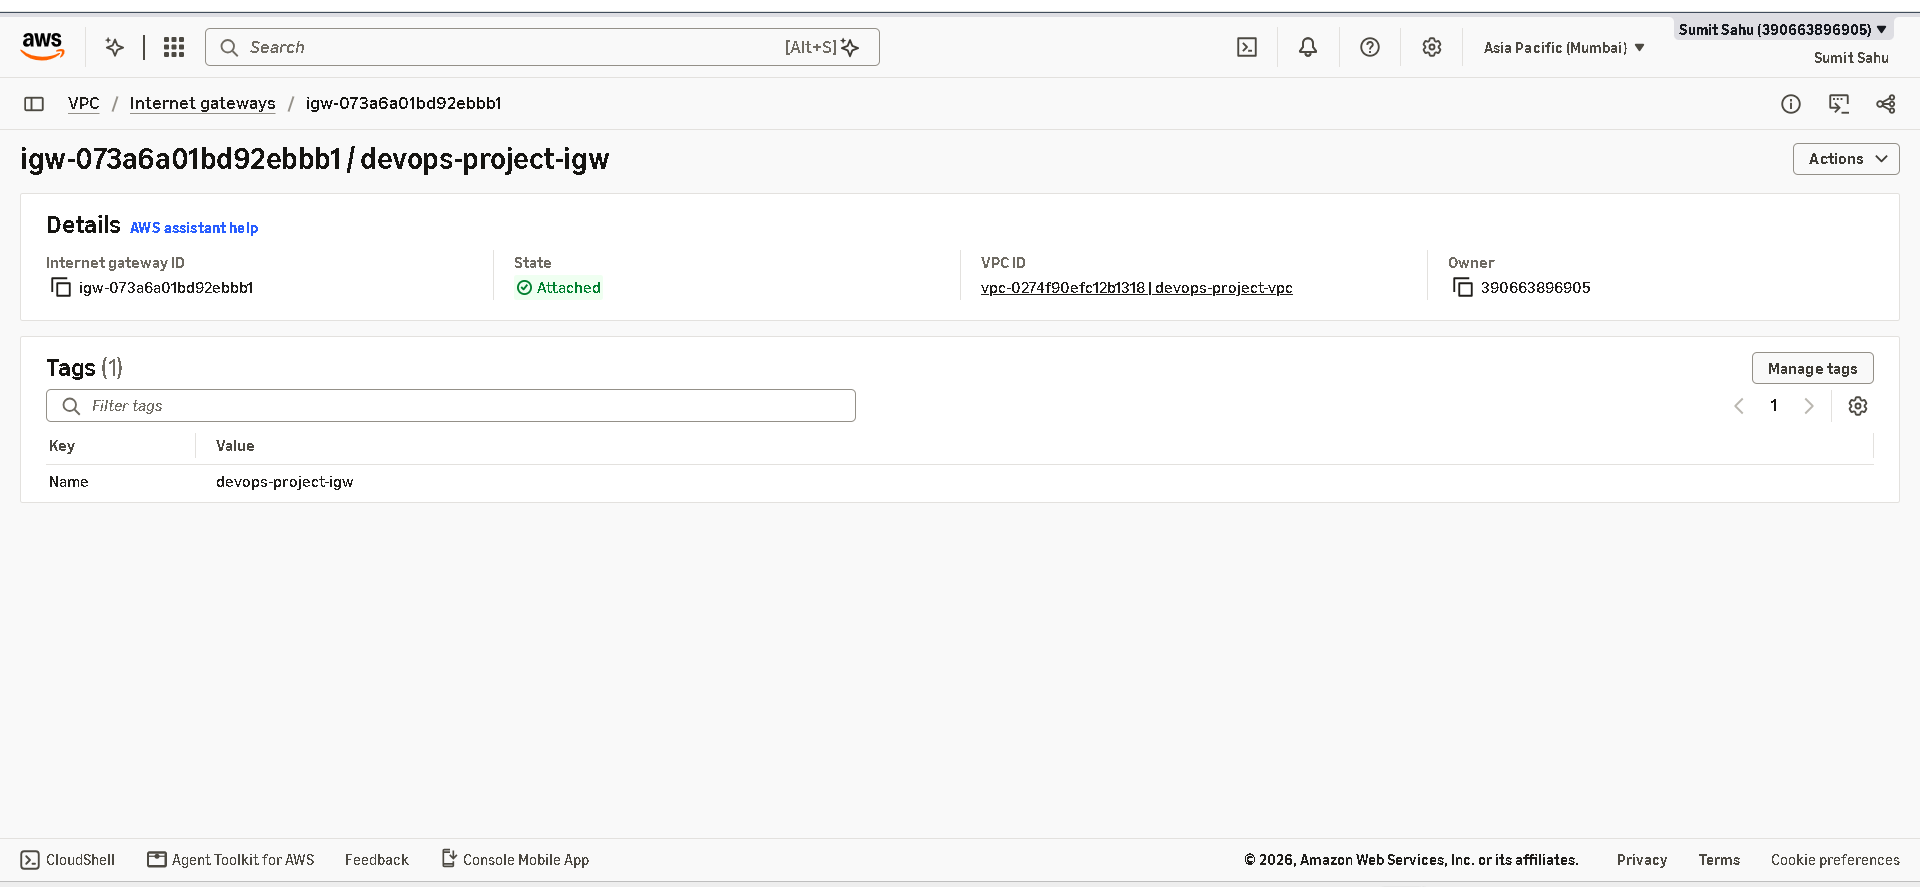 aws
Search [Alt+S]
Asia Pacific (Mumbai)
Sumit Sahu (390663896905)
Sumit Sahu
VPC / Internet gateways / igw-073a6a01bd92ebbb1
igw-073a6a01bd92ebbb1 / devops-project-igw
Actions
Details AWS assistant help
Internet gateway ID
igw-073a6a01bd92ebbb1
State
Attached
VPC ID
vpc-0274f90efc12b1318 | devops-project-vpc
Owner
390663896905
Tags (1)
Manage tags
Filter tags
1
Key Value
Name devops-project-igw
CloudShell Agent Toolkit for AWS Feedback Console Mobile App © 2026, Amazon Web Services, Inc. or its affiliates. Privacy Terms Cookie preferences